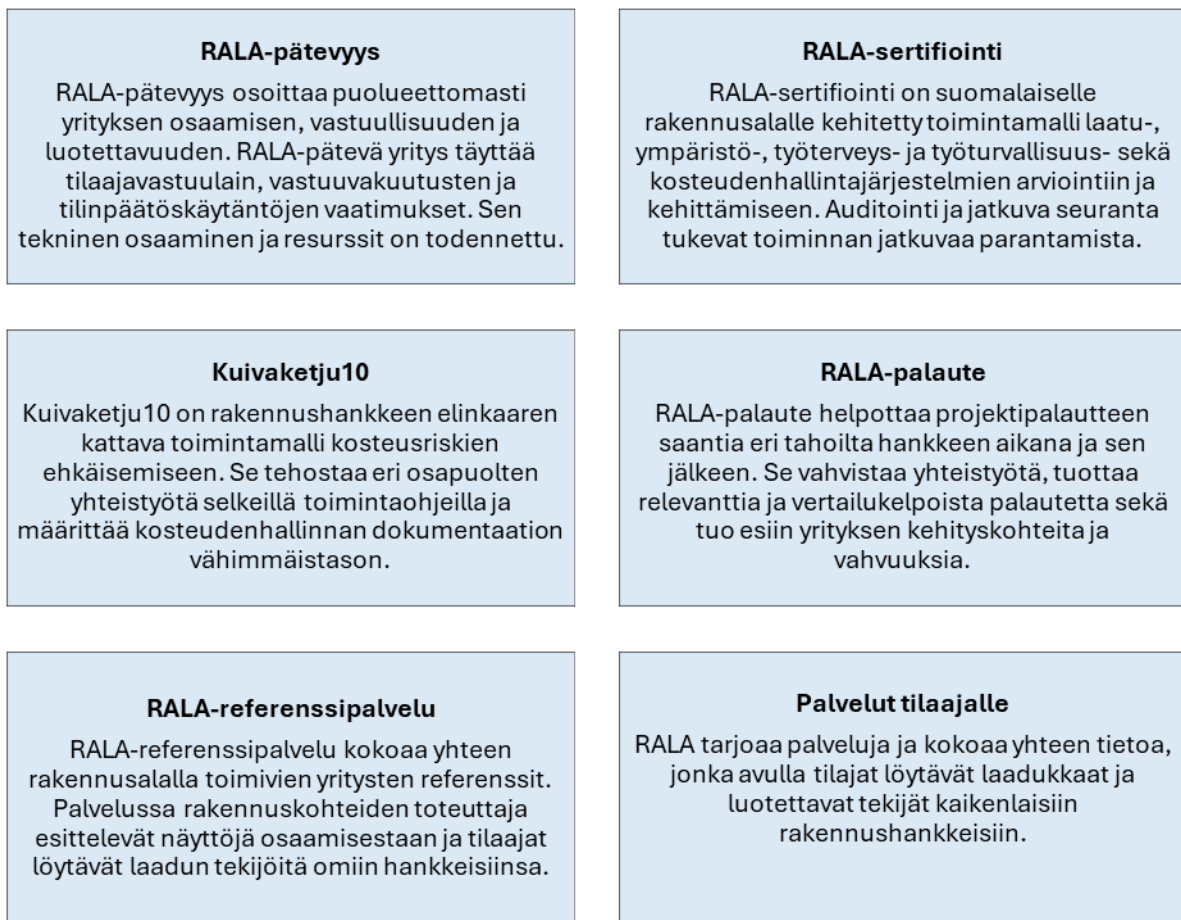 RALA-pätevyys
RALA-pätevyys osoittaa puolueettomasti
yrityksen osaamisen, vastuullisuuden ja
luotettavuuden. RALA-pätevä yritys täyttää
tilaajavastuulain, vastuuvakuutusten ja
tilinpäätöskäytäntöjen vaatimukset. Sen
tekninen osaaminen ja resurssit on todennettu.
RALA-sertifiointi
RALA-sertifiointi on suomalaiselle
rakennusalalle kehitetty toimintamalli laatu-,
ympäristö-, työterveys- ja työturvallisuus- sekä
kosteudenhallintajärjestelmien arviointiin ja
kehittämiseen. Auditointi ja jatkuva seuranta
tukevat toiminnan jatkuvaa parantamista.
Kuivaketju10
Kuivaketju10 on rakennushankkeen elinkaaren
kattava toimintamalli kosteusriskien
ehkäisemiseen. Se tehostaa eri osapuolten
yhteistyötä selkeillä toimintaohjeilla ja
määrittää kosteudenhallinnan dokumentaation
vähimmäistason.
RALA-palaute
RALA-palaute helpottaa projektipalautteen
saantia eri tahoilta hankkeen aikana ja sen
jälkeen. Se vahvistaa yhteistyötä, tuottaa
relevanttia ja vertailukelpoista palautetta sekä
tuo esiin yrityksen kehityskohteita ja
vahvuuksia.
RALA-referenssipalvelu
RALA-referenssipalvelu kokoaa yhteen
rakennusalalla toimivien yritysten referenssit.
Palvelussa rakennuskohteiden toteuttaja
esittelevät näyttöjä osaamisestaan ja tilaajat
löytävät laadun tekijöitä omiin hankkeisiinsa.
Palvelut tilaajalle
RALA tarjoaa palveluja ja kokoaa yhteen tietoa,
jonka avulla tilajat löytävät laadukkaat ja
luotettavat tekijät kaikenlaisiin
rakennushankkeisiin.